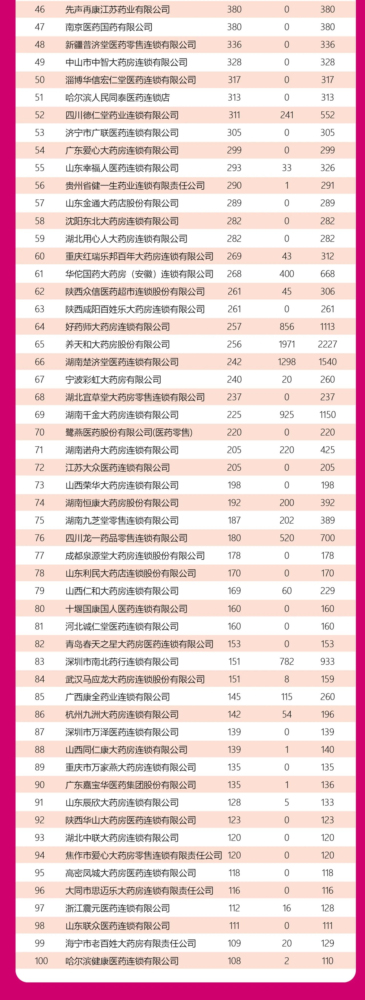 46 先声再康江苏药业有限公司 380 0 380
47 南京医药国药有限公司 380 0 380
48 新疆普济堂医药零售连锁有限公司 336 0 336
49 中山市中智大药房连锁有限公司 328 0 328
50 淄博华信宏仁堂医药连锁有限公司 317 0 317
51 哈尔滨人民同泰医药连锁店 313 0 313
52 四川德仁堂药业连锁有限公司 311 241 552
53 济宁市广联医药连锁有限公司 305 0 305
54 广东爱心大药房连锁有限公司 299 0 299
55 山东幸福人医药连锁有限公司 293 33 326
56 贵州省健一生药业连锁有限责任公司 290 1 291
57 山东金通大药店股份有限公司 289 0 289
58 沈阳东北大药房连锁有限公司 282 0 282
59 湖北用心人大药房连锁有限公司 282 0 282
60 重庆红瑞乐邦百年大药房连锁有限公司 269 43 312
61 华佗国药大药房（安徽）连锁有限公司 268 400 668
62 陕西众信医药超市连锁股份有限公司 261 45 306
63 陕西咸阳百姓乐大药房连锁有限公司 261 0 261
64 好药师大药房连锁有限公司 257 856 1113
65 养天和大药房股份有限公司 256 1971 2227
66 湖南楚济堂医药连锁有限公司 242 1298 1540
67 宁波彩虹大药房有限公司 240 20 260
68 湖北宜草堂大药房零售连锁有限公司 237 0 237
69 湖南千金大药房连锁有限公司 225 925 1150
70 鹭燕医药股份有限公司(医药零售) 220 0 220
71 湖南诺舟大药房连锁有限公司 205 220 425
72 江苏大众医药连锁有限公司 205 0 205
73 山西荣华大药房连锁有限公司 198 0 198
74 湖南恒康大药房股份有限公司 192 200 392
75 湖南九芝堂零售连锁有限公司 187 202 389
76 四川龙一药品零售连锁有限公司 180 520 700
77 成都泉源堂大药房连锁股份有限公司 178 0 178
78 山东利民大药店连锁股份有限公司 170 0 170
79 山西仁和大药房连锁有限公司 169 60 229
80 十堰国康国人医药连锁有限公司 160 0 160
81 河北诚仁堂医药连锁有限公司 160 0 160
82 青岛春天之星大药房医药连锁有限公司 153 0 153
83 深圳市南北药行连锁有限公司 151 782 933
84 武汉马应龙大药房连锁股份有限公司 151 8 159
85 广西康全药业连锁有限公司 145 115 260
86 杭州九洲大药房连锁有限公司 142 54 196
87 深圳市万泽医药连锁有限公司 139 0 139
88 山西同仁康大药房连锁有限公司 139 1 140
89 重庆市万家燕大药房连锁有限公司 135 0 135
90 广东嘉宝华医药集团股份有限公司 135 1 136
91 山东辰欣大药房连锁有限公司 128 5 133
92 陕西华山大药房医药连锁有限公司 123 0 123
93 湖北中联大药房连锁有限公司 120 0 120
94 焦作市爱心大药房零售连锁有限责任公司 120 0 120
95 高密凤城大药房医药连锁有限公司 118 0 118
96 大同市思迈乐大药房连锁有限责任公司 116 0 116
97 浙江震元医药连锁有限公司 112 16 128
98 山东联众医药连锁有限公司 111 0 111
99 海宁市老百姓大药房有限责任公司 109 20 129
100 哈尔滨健康医药连锁有限公司 108 2 110